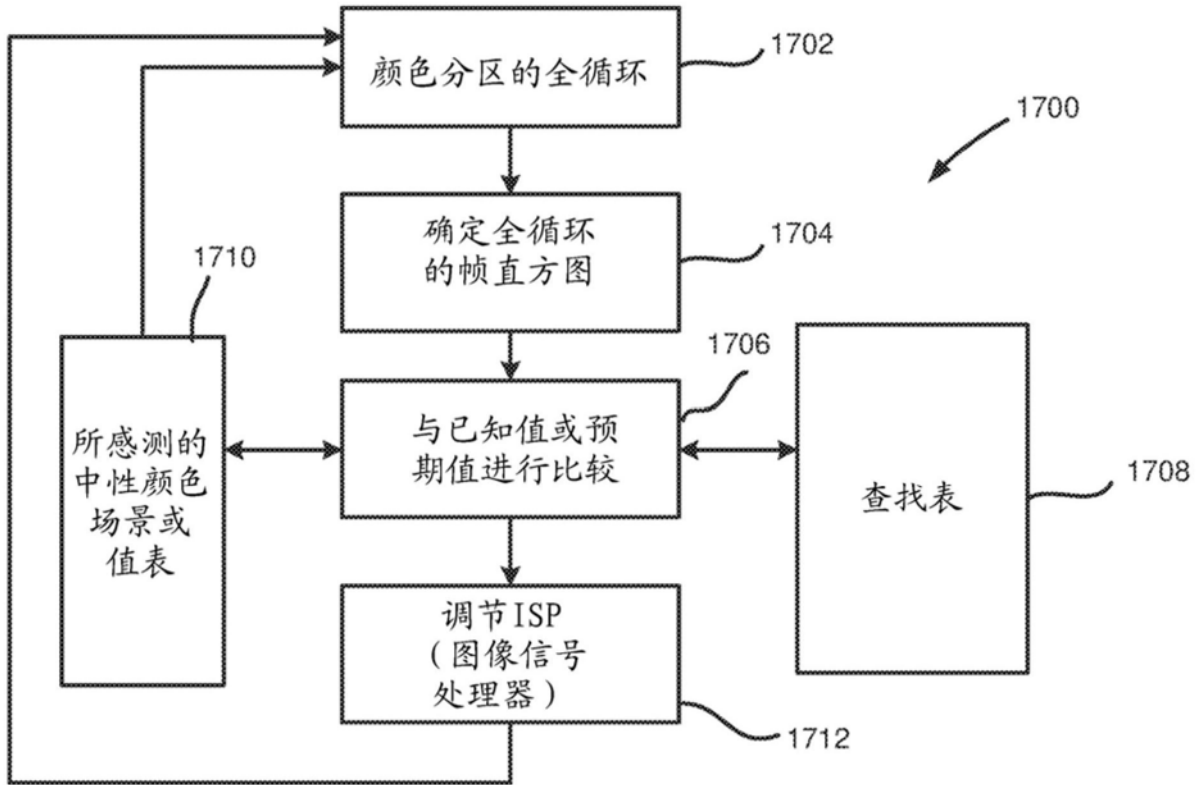 颜色分区的全循环
1702
1700
确定全循环
的帧直方图
1704
1710
1706
所感测的
中性颜色
场景或
值表
与已知值或预
期值进行比较
查找表
1708
调节ISP
(图像信号
处理器)
1712